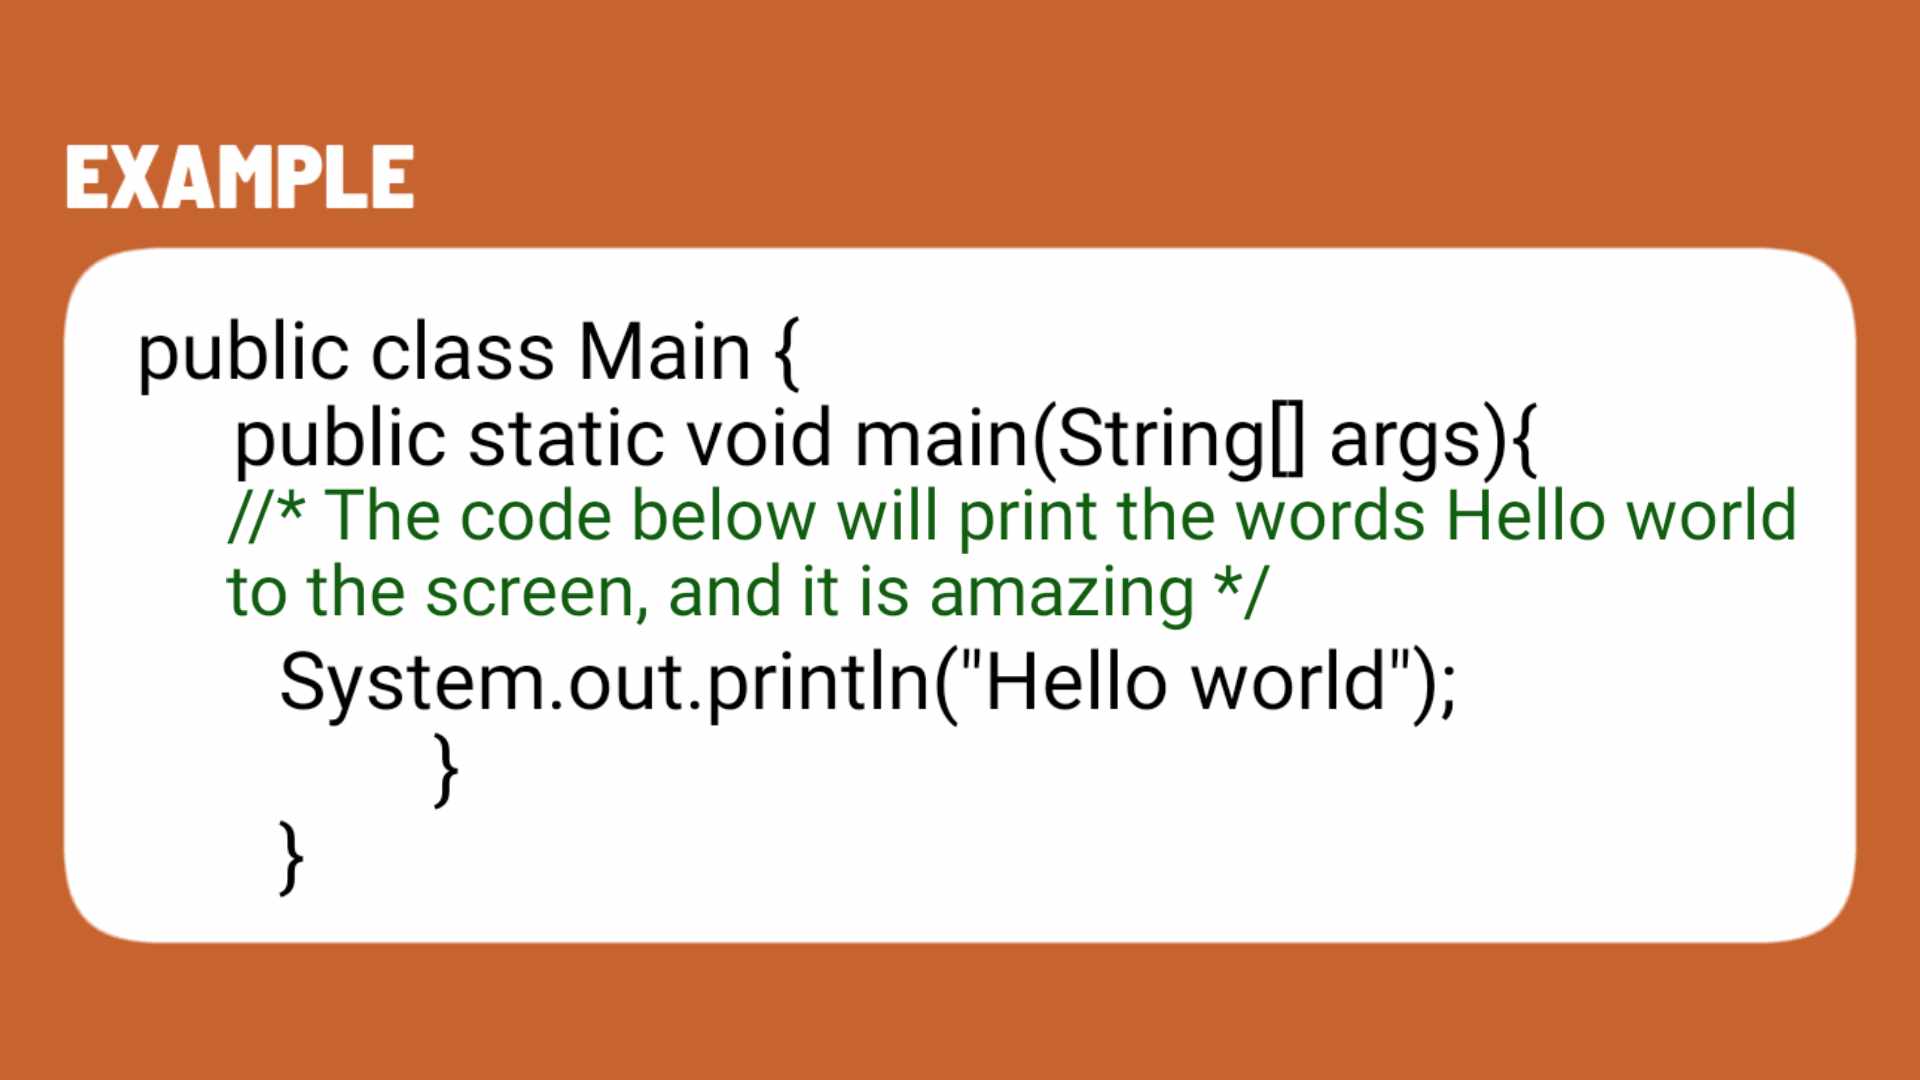 EXAMPLE
public class Main {
public static void main(String[] args){
//* The code below will print the words Hello world
to the screen, and it is amazing */
System.out.println("Hello world");
}
}